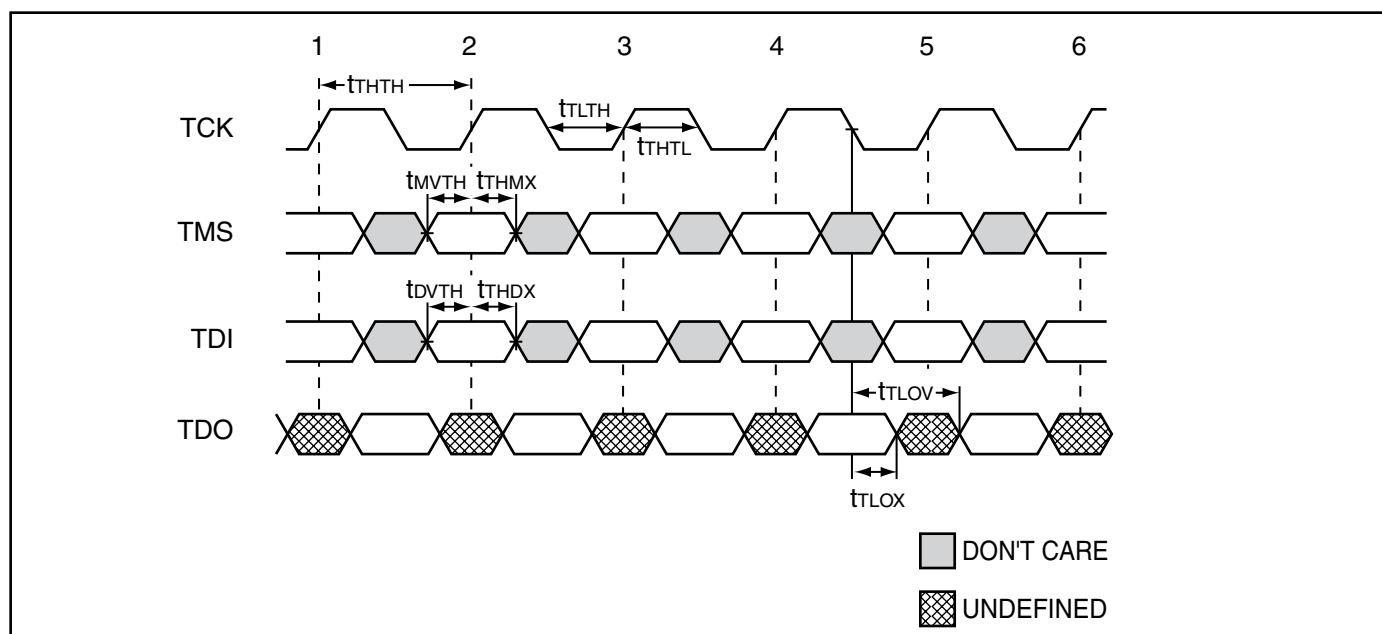 1 2 3 4 5 6
tTHTH
tTLTH
TCK
tTHTL
tMVTH tTHMX
TMS
tDVTH tTHDX
TDI
tTLOV
TDO
tTLOX
DON'T CARE
UNDEFINED